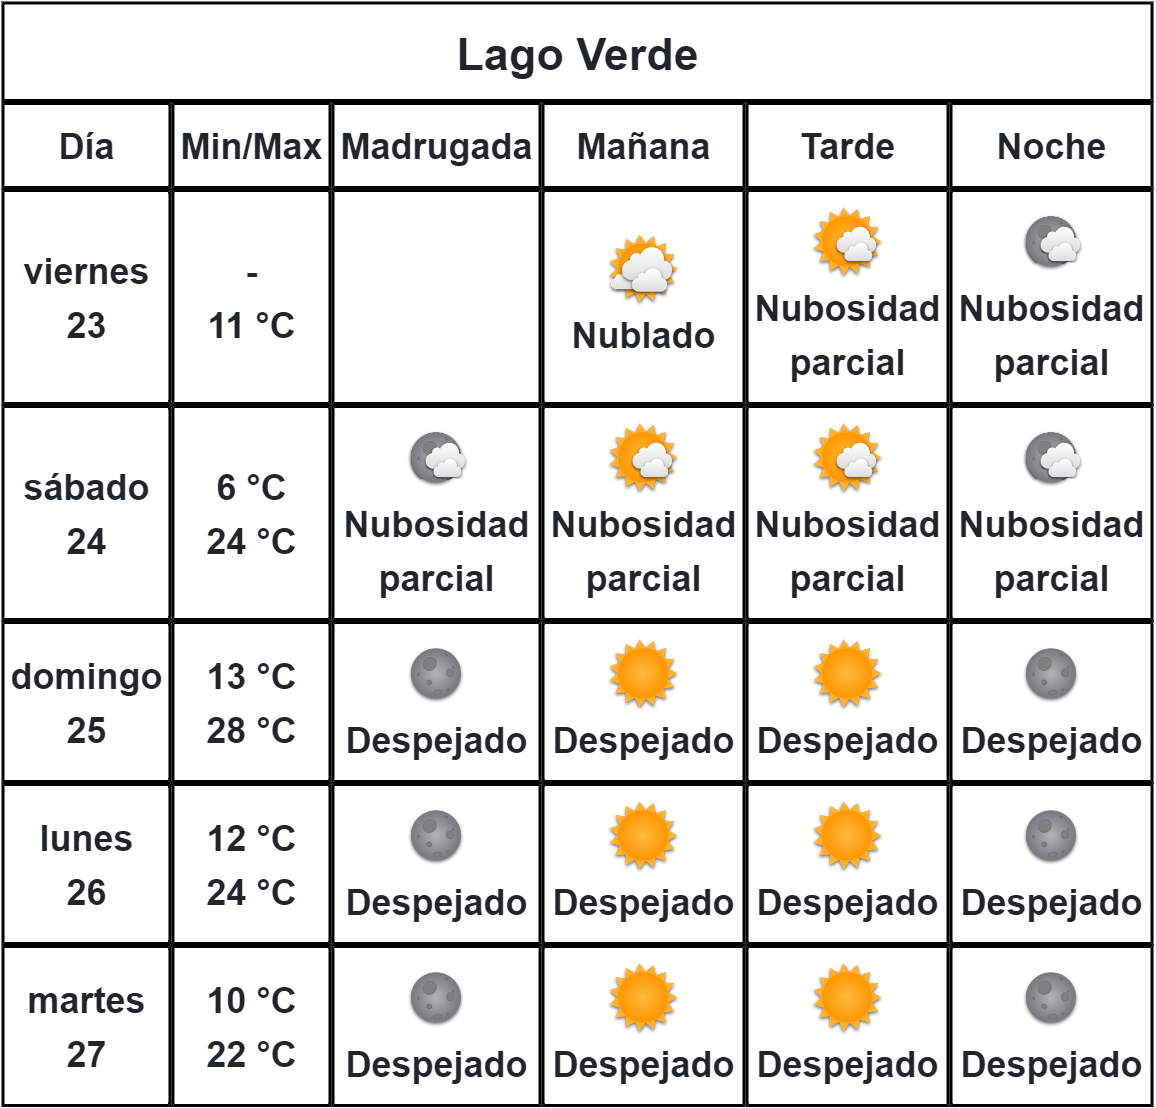 Lago Verde
Día Min/Max Madrugada Mañana Tarde Noche
viernes
23
-
11 °C
Nublado
Nubosidad
parcial
Nubosidad
parcial
sábado
24
6 °C
24 °C
Nubosidad
parcial
Nubosidad
parcial
Nubosidad
parcial
Nubosidad
parcial
domingo
25
13 °C
28 °C
Despejado
Despejado
Despejado
Despejado
lunes
26
12 °C
24 °C
Despejado
Despejado
Despejado
Despejado
martes
27
10 °C
22 °C
Despejado
Despejado
Despejado
Despejado